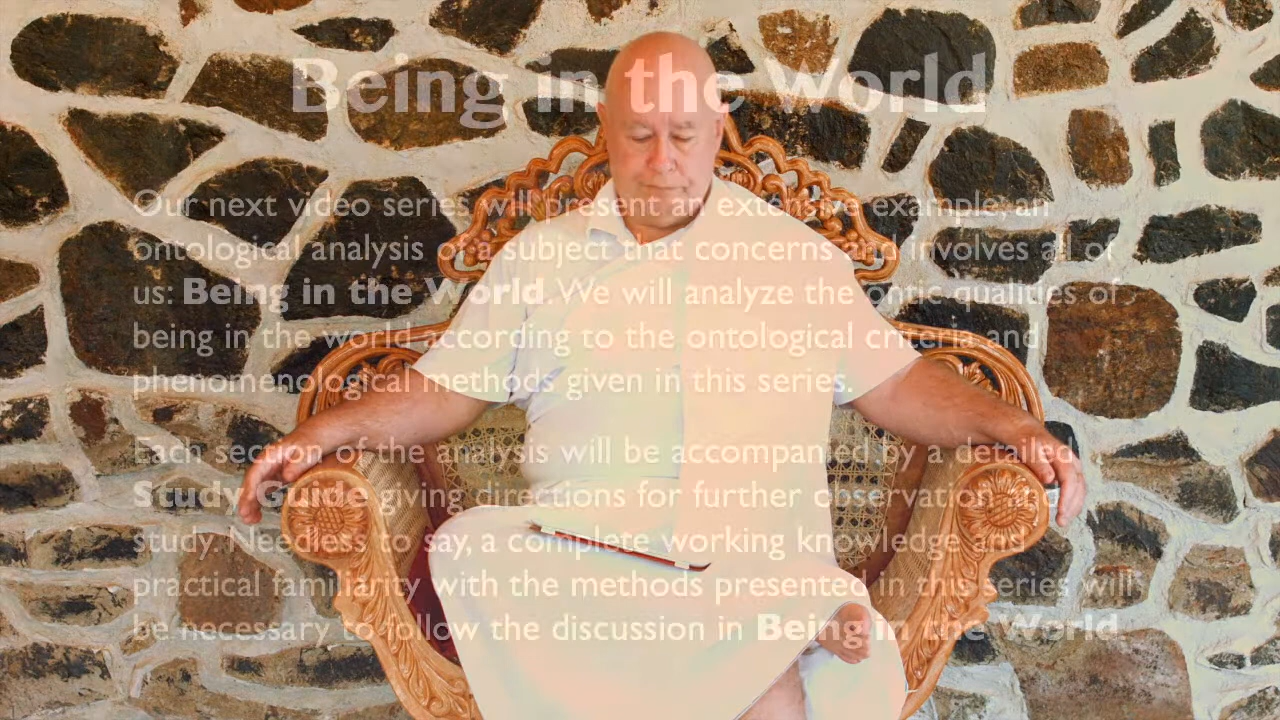 Being in the World
Our next video series will present an extended example: an
ontological analysis of a subject that concerns and involves all of
us: Being in the World. We will analyze the ontic qualities of
being in the world according to the ontological criteria and
phenomenological methods given in this series.
Each section of the analysis will be accompanied by a detailed
Study Guide giving directions for further observation and
study. Needless to say, a complete working knowledge and
practical familiarity with the methods presented in this series will
be necessary to follow the discussion in Being in the World